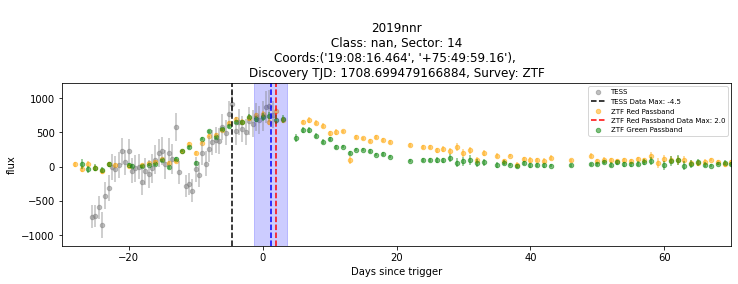 2019nnr
Class: nan, Sector: 14
Coords:('19:08:16.464', '+75:49:59.16'),
Discovery TJD: 1708.699479166884, Survey: ZTF
TESS
TESS Data Max: -4.5
ZTF Red Passband
ZTF Red Passband Data Max: 2.0
ZTF Green Passband
flux
1000
500
0
−500
−1000
−20
0
20
40
60
Days since trigger